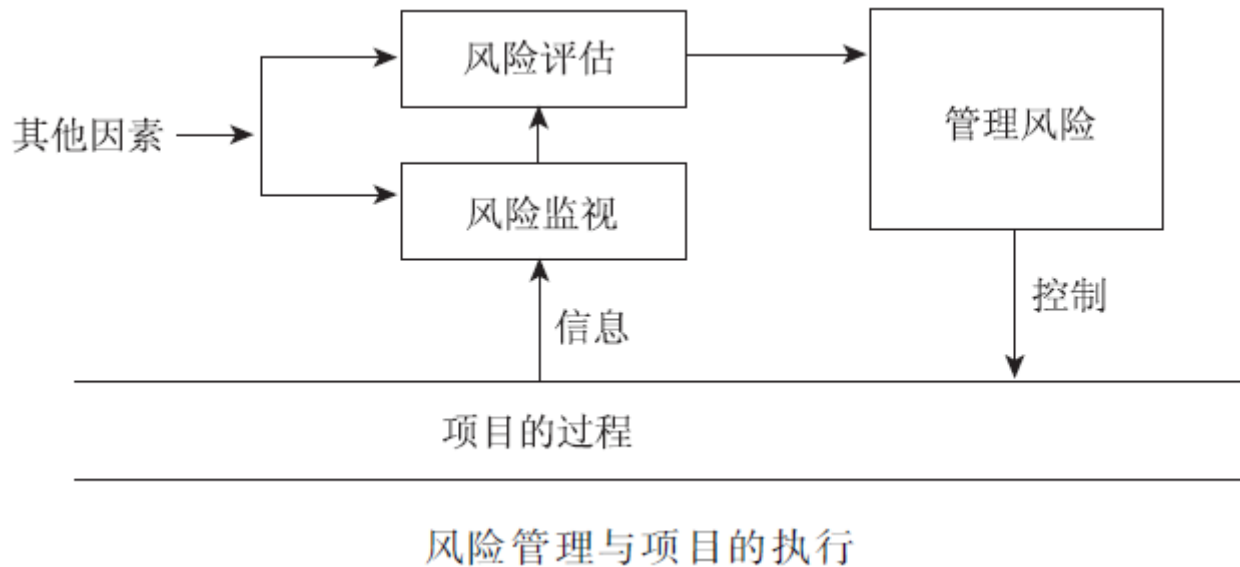 风险评估
管理风险
其他因素
风险监视
控制
信息
项目的过程
风险管理与项目的执行